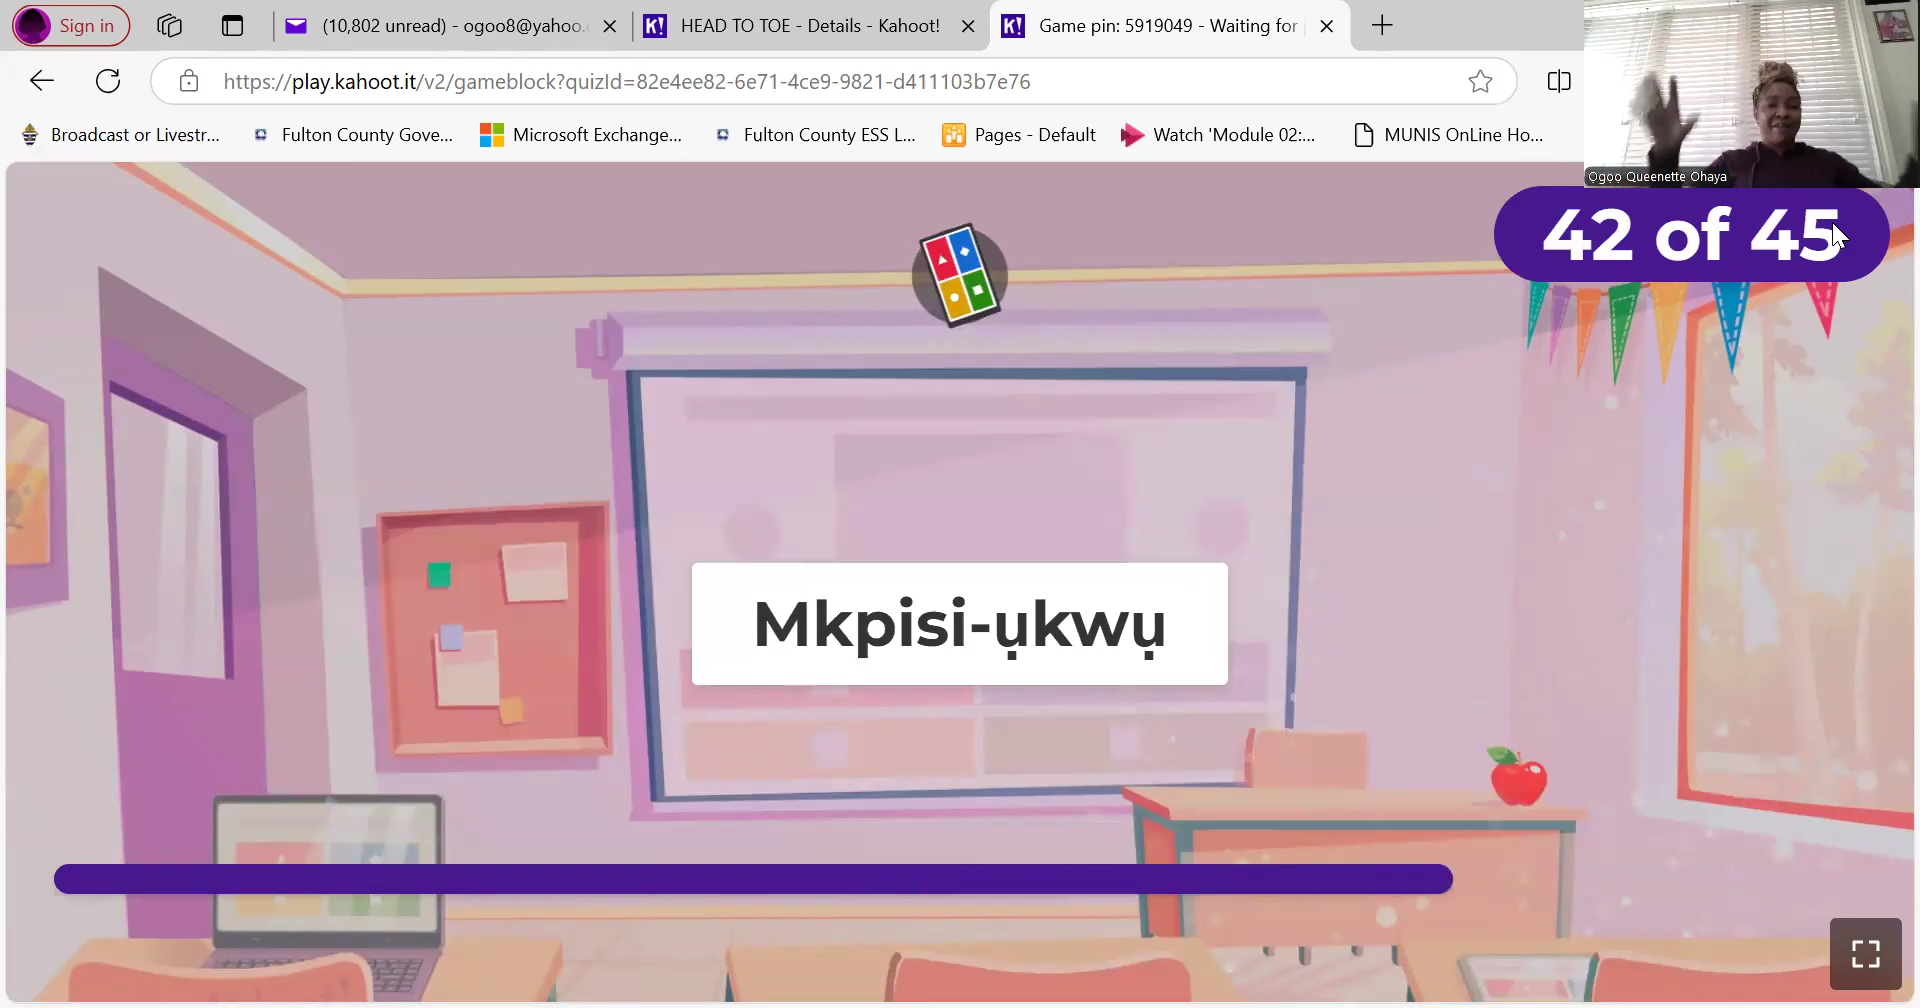 Sign in
(10,802 unread) - ogoo8@yahoo.c
HEAD TO TOE - Details - Kahoot!
Game pin: 5919049 - Waiting for
https://play.kahoot.it/v2/gameblock?quizId=82e4ee82-6e71-4ce9-9821-d411103b7e76
Broadcast or Livestr...
Fulton County Gove...
Microsoft Exchange...
Fulton County ESS L...
Pages - Default
Watch 'Module 02:...
MUNIS OnLine Ho...
Ọgọọ Queenette Ohaya
42 of 45
Mkpisi-ụkwụ